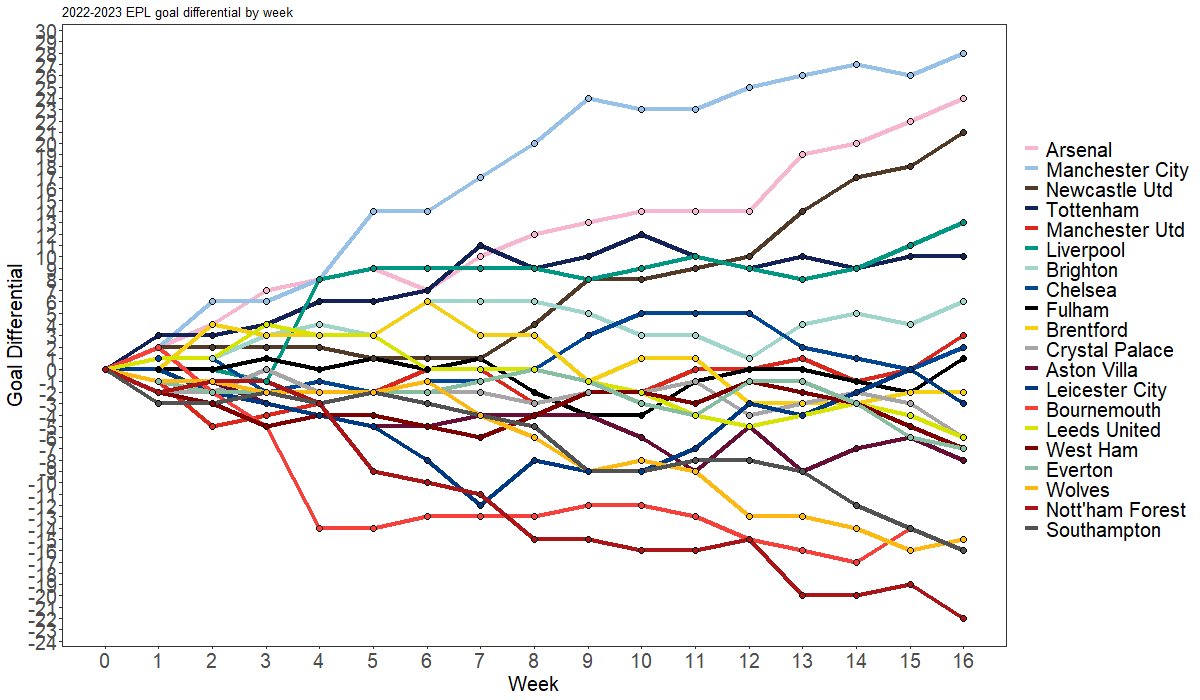 2022-2023 EPL goal differential by week
Goal Differential
30
29
28
27
26
25
24
23
22
21
20
19
18
17
16
15
14
13
12
11
10
9
8
7
6
5
4
3
2
1
0
-1
-2
-3
-4
-5
-6
-7
-8
-9
-10
-11
-12
-13
-14
-15
-16
-17
-18
-19
-20
-21
-22
-23
-24
0 1 2 3 4 5 6 7 8 9 10 11 12 13 14 15 16
Week
Arsenal
Manchester City
Newcastle Utd
Tottenham
Manchester Utd
Liverpool
Brighton
Chelsea
Fulham
Brentford
Crystal Palace
Aston Villa
Leicester City
Bournemouth
Leeds United
West Ham
Everton
Wolves
Nott'ham Forest
Southampton